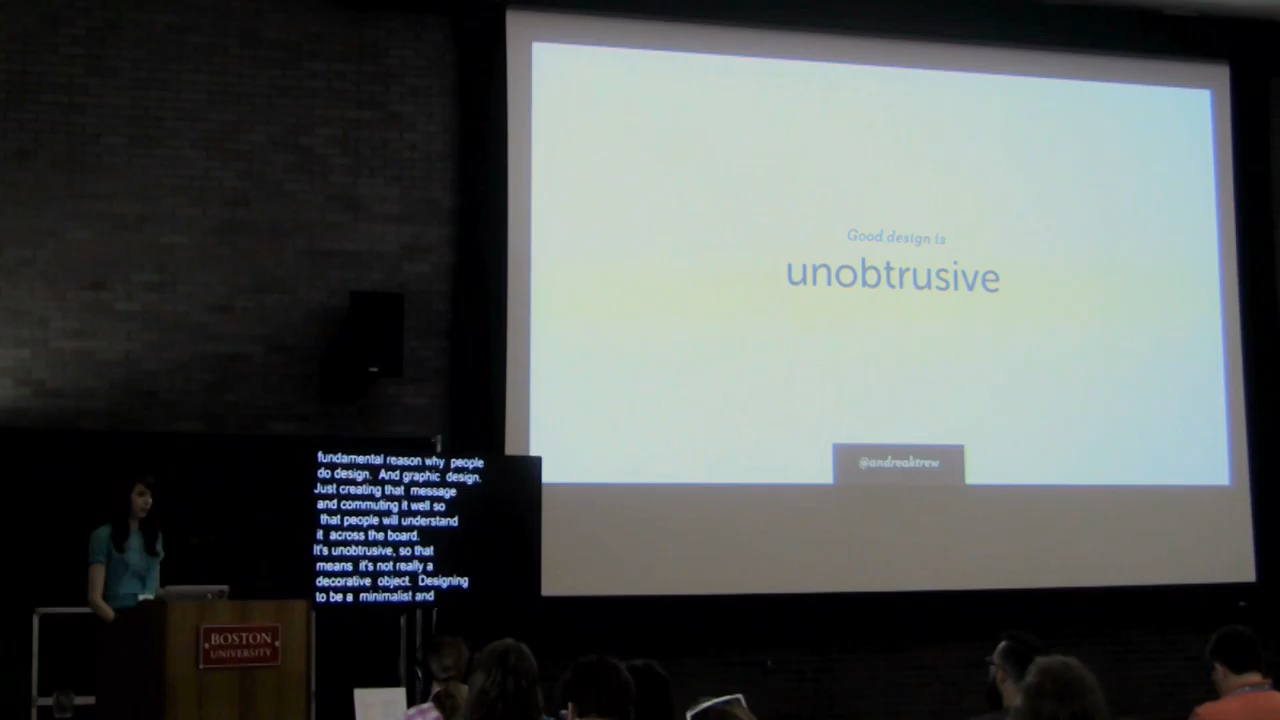 Good design is
unobtrusive
@andreaktrew
fundamental reason why people
do design. And graphic design.
Just creating that message
and commuting it well so
that people will understand
it across the board.
It's unobtrusive, so that
means it's not really a
decorative object. Designing
to be a minimalist and
BOSTON
UNIVERSITY